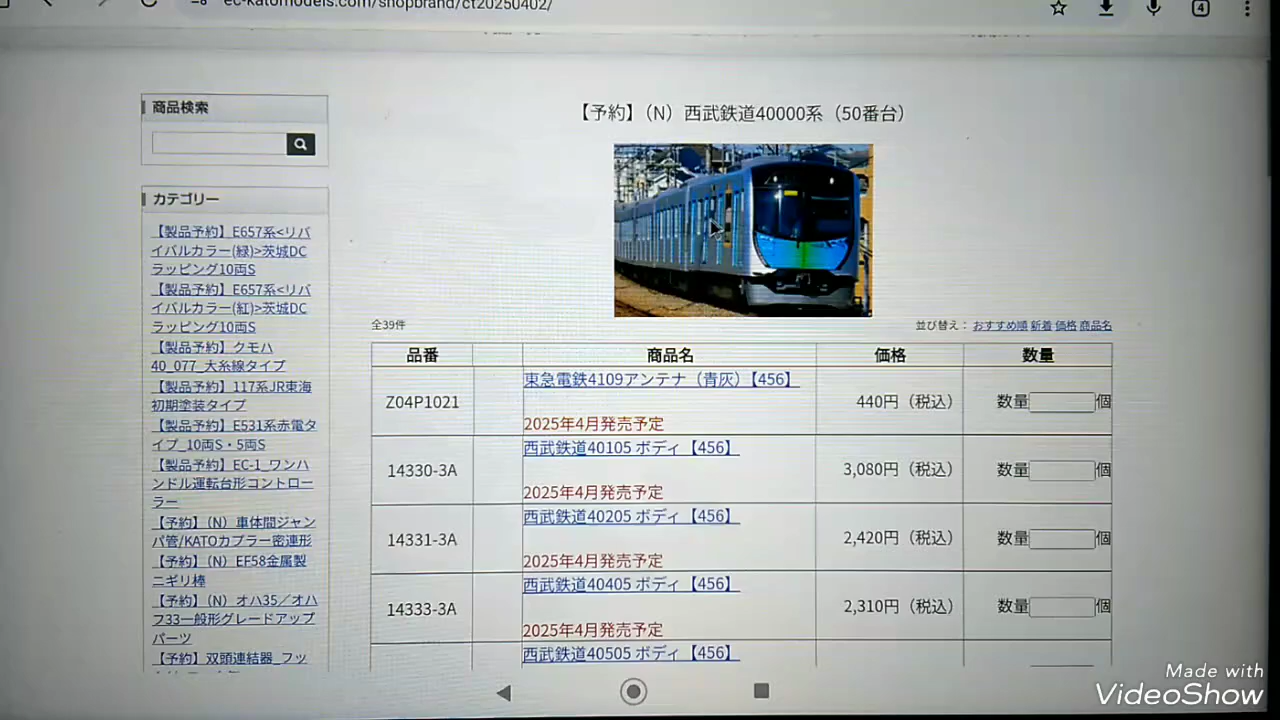 ec-katomodels.com/shopbrand/ct20250402/
4
商品検索
カテゴリー
【製品予約】E657系<リバ
イバルカラー(緑)>茨城DC
ラッピング10両S
【製品予約】E657系<リバ
イバルカラー(紅)>茨城DC
ラッピング10両S
【製品予約】クモハ
40_077_大糸線タイプ
【製品予約】117系JR東海
初期塗装タイプ
【製品予約】E531系赤電タ
イプ_10両S・5両S
【製品予約】EC-1_ワンハ
ンドル運転台形コントロー
ラー
【予約】（N）車体間ジャン
パ管/KATOカプラー密連形
【予約】（N）EF58金属製
ニギリ棒
【予約】（N）オハ35／オハ
フ33一般形グレードアップ
パーツ
【予約】双頭連結器_フッ
【予約】（N）西武鉄道40000系（50番台）
全39件
並び替え： おすすめ順 新着 価格 商品名
品番 商品名 価格 数量
東急電鉄4109アンテナ（青灰）【456】
Z04P1021 440円（税込） 数量 個
2025年4月発売予定
西武鉄道40105 ボディ【456】
14330-3A 3,080円（税込） 数量 個
2025年4月発売予定
西武鉄道40205 ボディ【456】
14331-3A 2,420円（税込） 数量 個
2025年4月発売予定
西武鉄道40405 ボディ【456】
14333-3A 2,310円（税込） 数量 個
2025年4月発売予定
西武鉄道40505 ボディ【456】
Made with
VideoShow